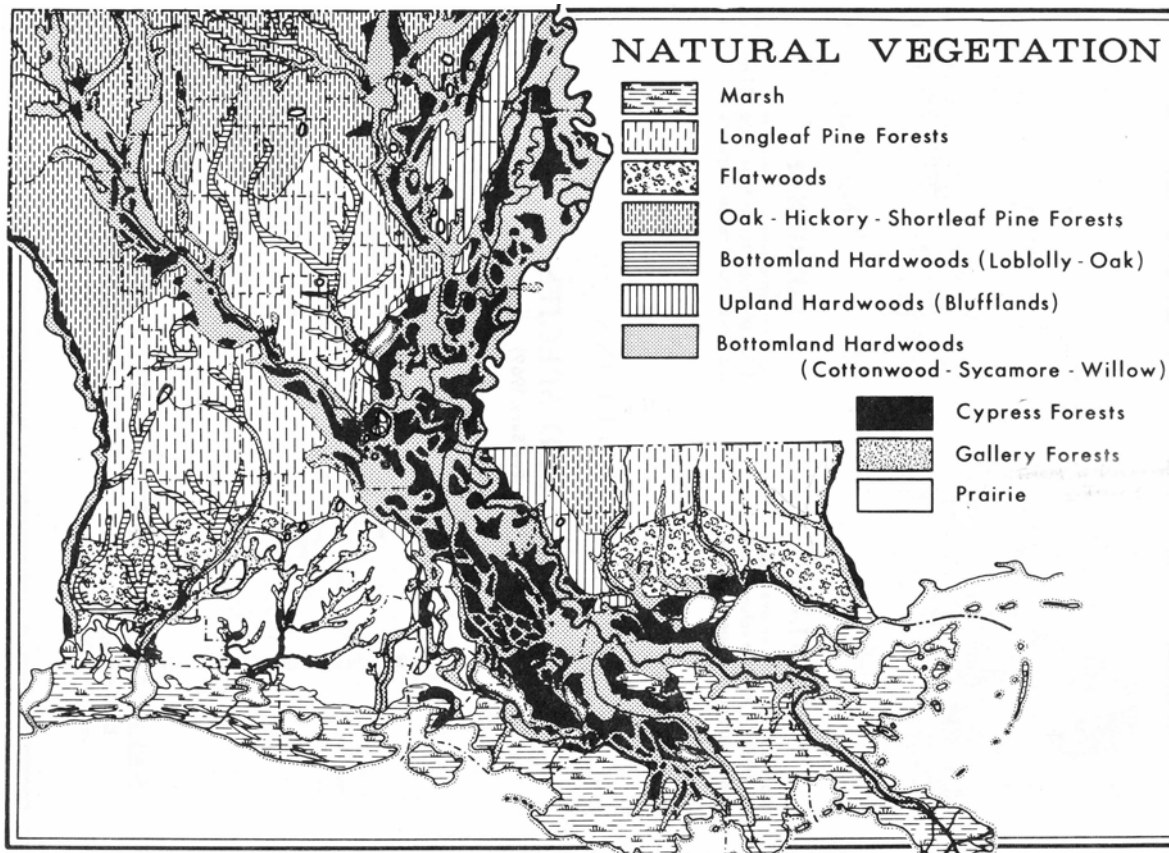 NATURAL VEGETATION
Marsh
Longleaf Pine Forests
Flatwoods
Oak - Hickory - Shortleaf Pine Forests
Bottomland Hardwoods (Loblolly - Oak)
Upland Hardwoods (Blufflands)
Bottomland Hardwoods
(Cottonwood - Sycamore - Willow)
Cypress Forests
Gallery Forests
Prairie